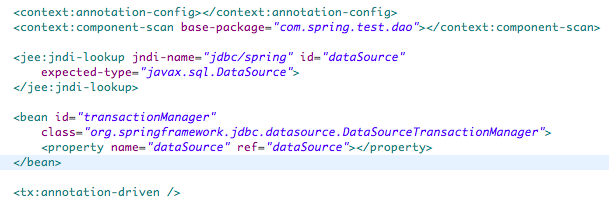 <context:annotation-config></context:annotation-config>
<context:component-scan base-package="com.spring.test.dao"></context:component-scan>
<jee:jndi-lookup jndi-name="jdbc/spring" id="dataSource"
expected-type="javax.sql.DataSource">
</jee:jndi-lookup>
<bean id="transactionManager"
class="org.springframework.jdbc.datasource.DataSourceTransactionManager">
<property name="dataSource" ref="dataSource"></property>
</bean>
<tx:annotation-driven />